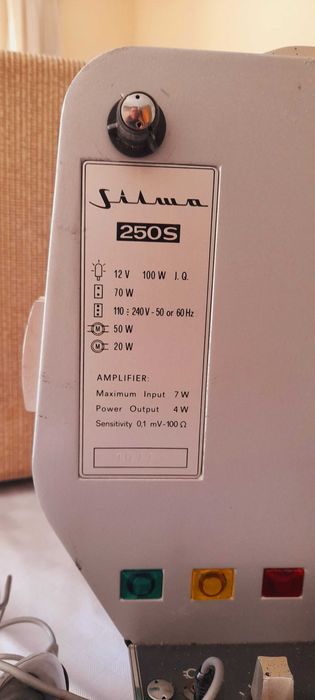 Silma
250S
12 V 100 W J.Q.
70 W
110 ÷ 240 V - 50 or 60 Hz
M 50 W
M 20 W
AMPLIFIER:
Maximum Input 7 W
Power Output 4 W
Sensitivity 0,1 mV-100 Ω